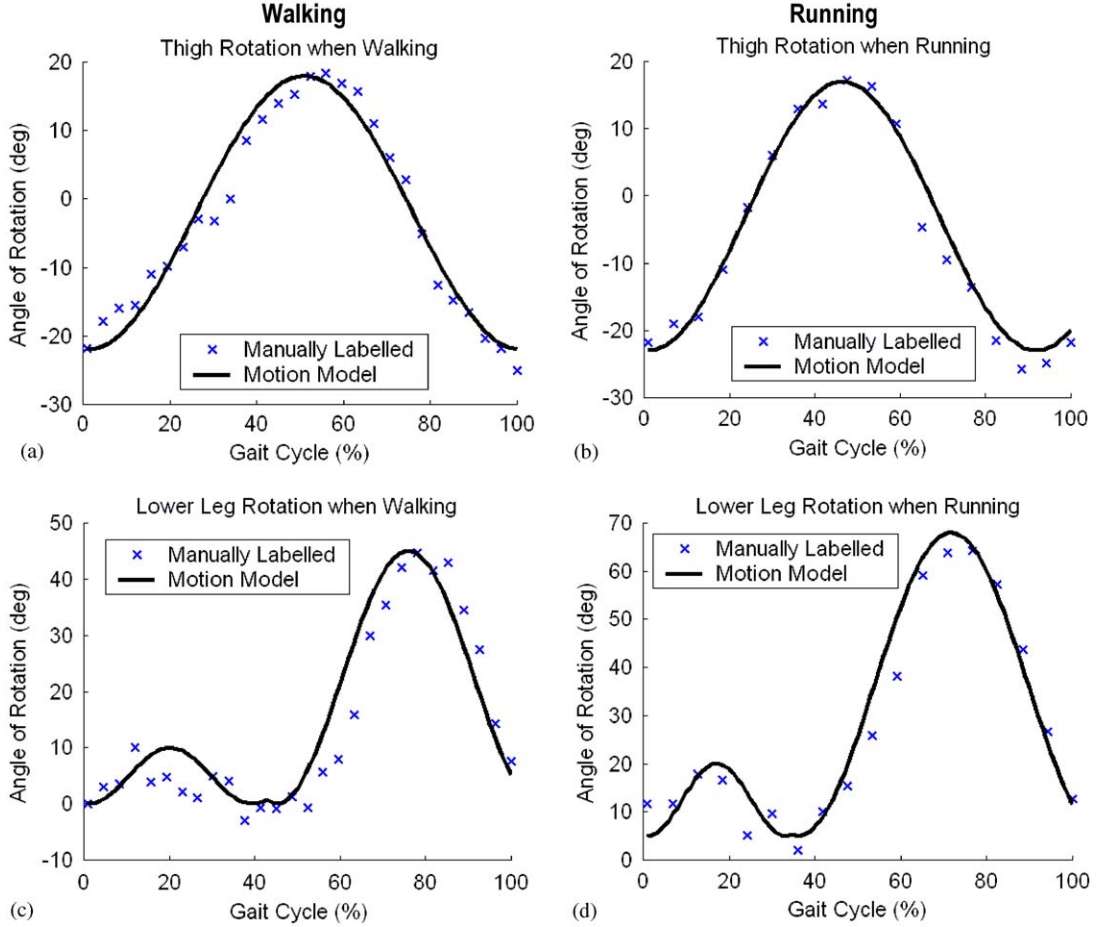 Walking
Thigh Rotation when Walking
20
10
0
-10
-20
-30
Angle of Rotation (deg)
Manually Labelled
Motion Model
0 20 40 60 80 100
Gait Cycle (%)
(a)
Running
Thigh Rotation when Running
20
10
0
-10
-20
-30
Angle of Rotation (deg)
Manually Labelled
Motion Model
0 20 40 60 80 100
Gait Cycle (%)
(b)
Lower Leg Rotation when Walking
50
40
30
20
10
0
-10
Angle of Rotation (deg)
Manually Labelled
Motion Model
0 20 40 60 80 100
Gait Cycle (%)
(c)
Lower Leg Rotation when Running
70
60
50
40
30
20
10
0
Angle of Rotation (deg)
Manually Labelled
Motion Model
0 20 40 60 80 100
Gait Cycle (%)
(d)